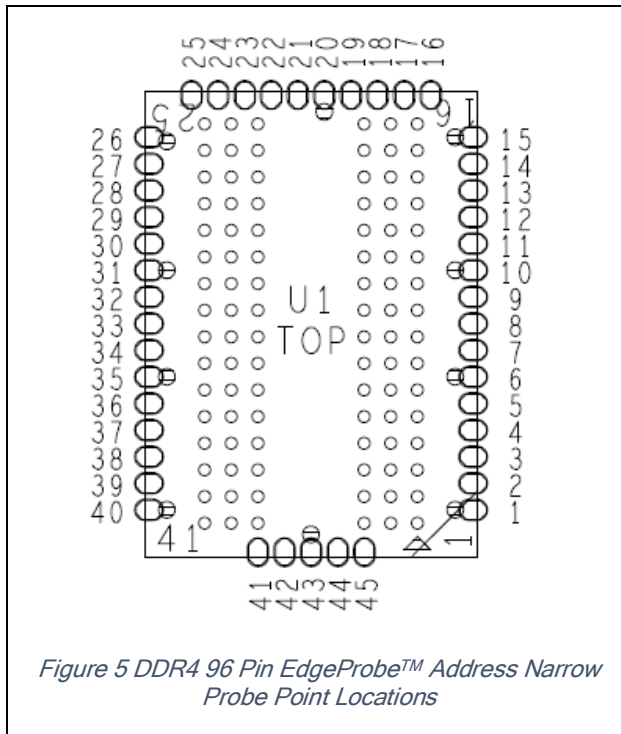 25 24 23 22 21 20 19 18 17 16
25 16
26 15
27 14
28 13
29 12
30 11
31 10
32 9
33 8
34 7
35 6
36 5
37 4
38 3
39 2
40 1
U1
TOP
41 1
41 42 43 44 45
Figure 5 DDR4 96 Pin EdgeProbe™ Address Narrow
Probe Point Locations